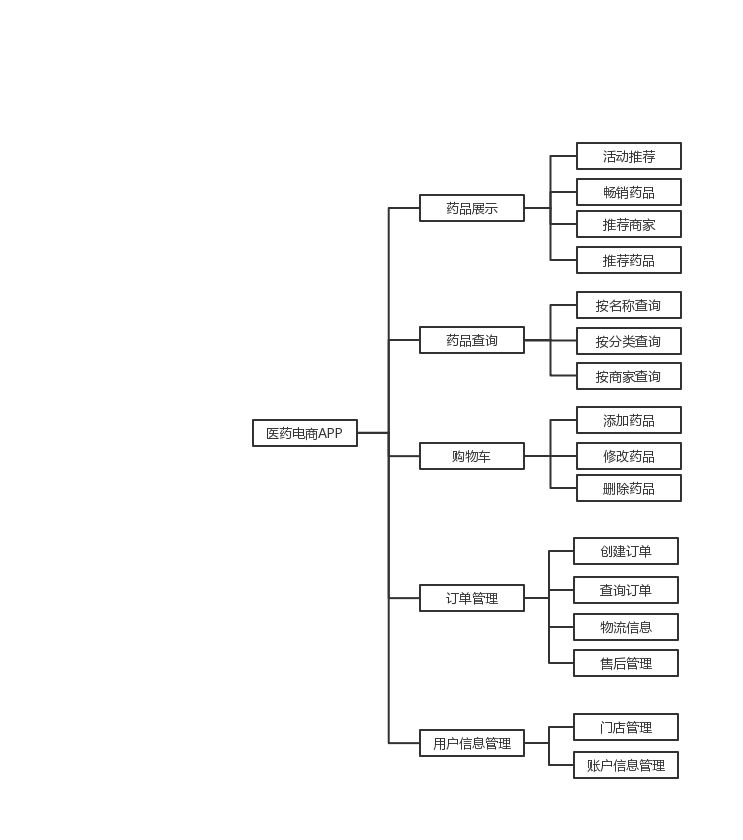 医药电商APP
药品展示
活动推荐
畅销药品
推荐商家
推荐药品
药品查询
按名称查询
按分类查询
按商家查询
购物车
添加药品
修改药品
删除药品
订单管理
创建订单
查询订单
物流信息
售后管理
用户信息管理
门店管理
账户信息管理